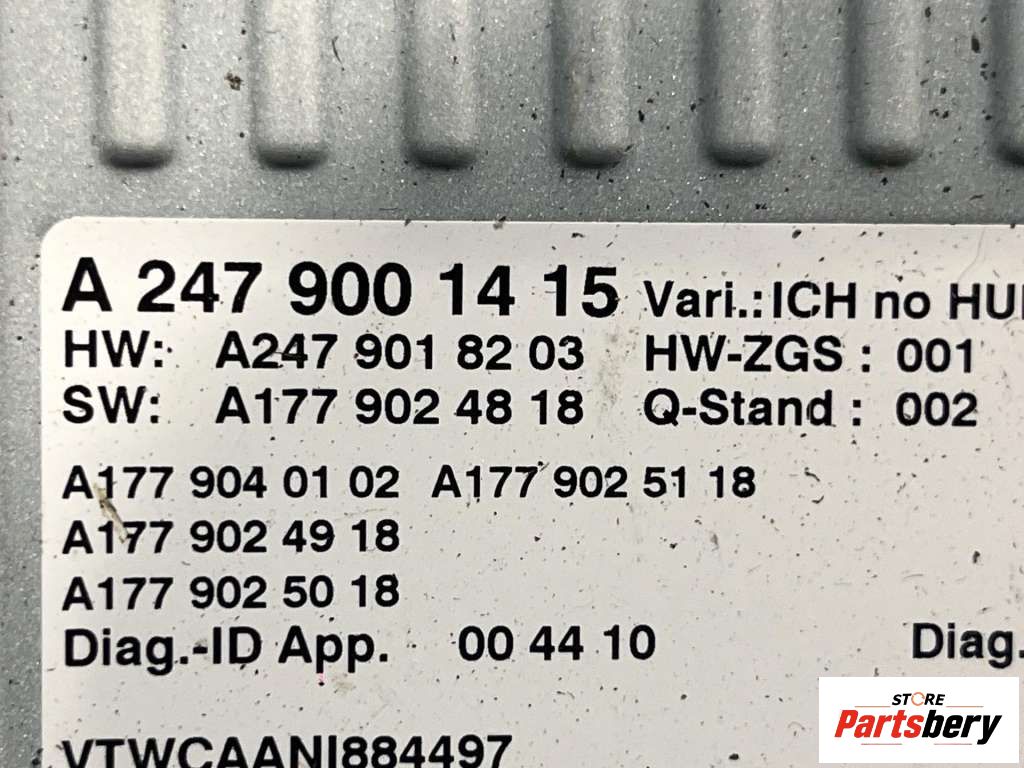 A 247 900 14 15 Vari.:ICH no
HW: A247 901 82 03 HW-ZGS : 001
SW: A177 902 48 18 Q-Stand : 002
A177 904 01 02 A177 902 51 18
A177 902 49 18
A177 902 50 18
Diag.-ID App. 00 44 10 Diag.
VTWCAANI884497
STORE
Partsbery